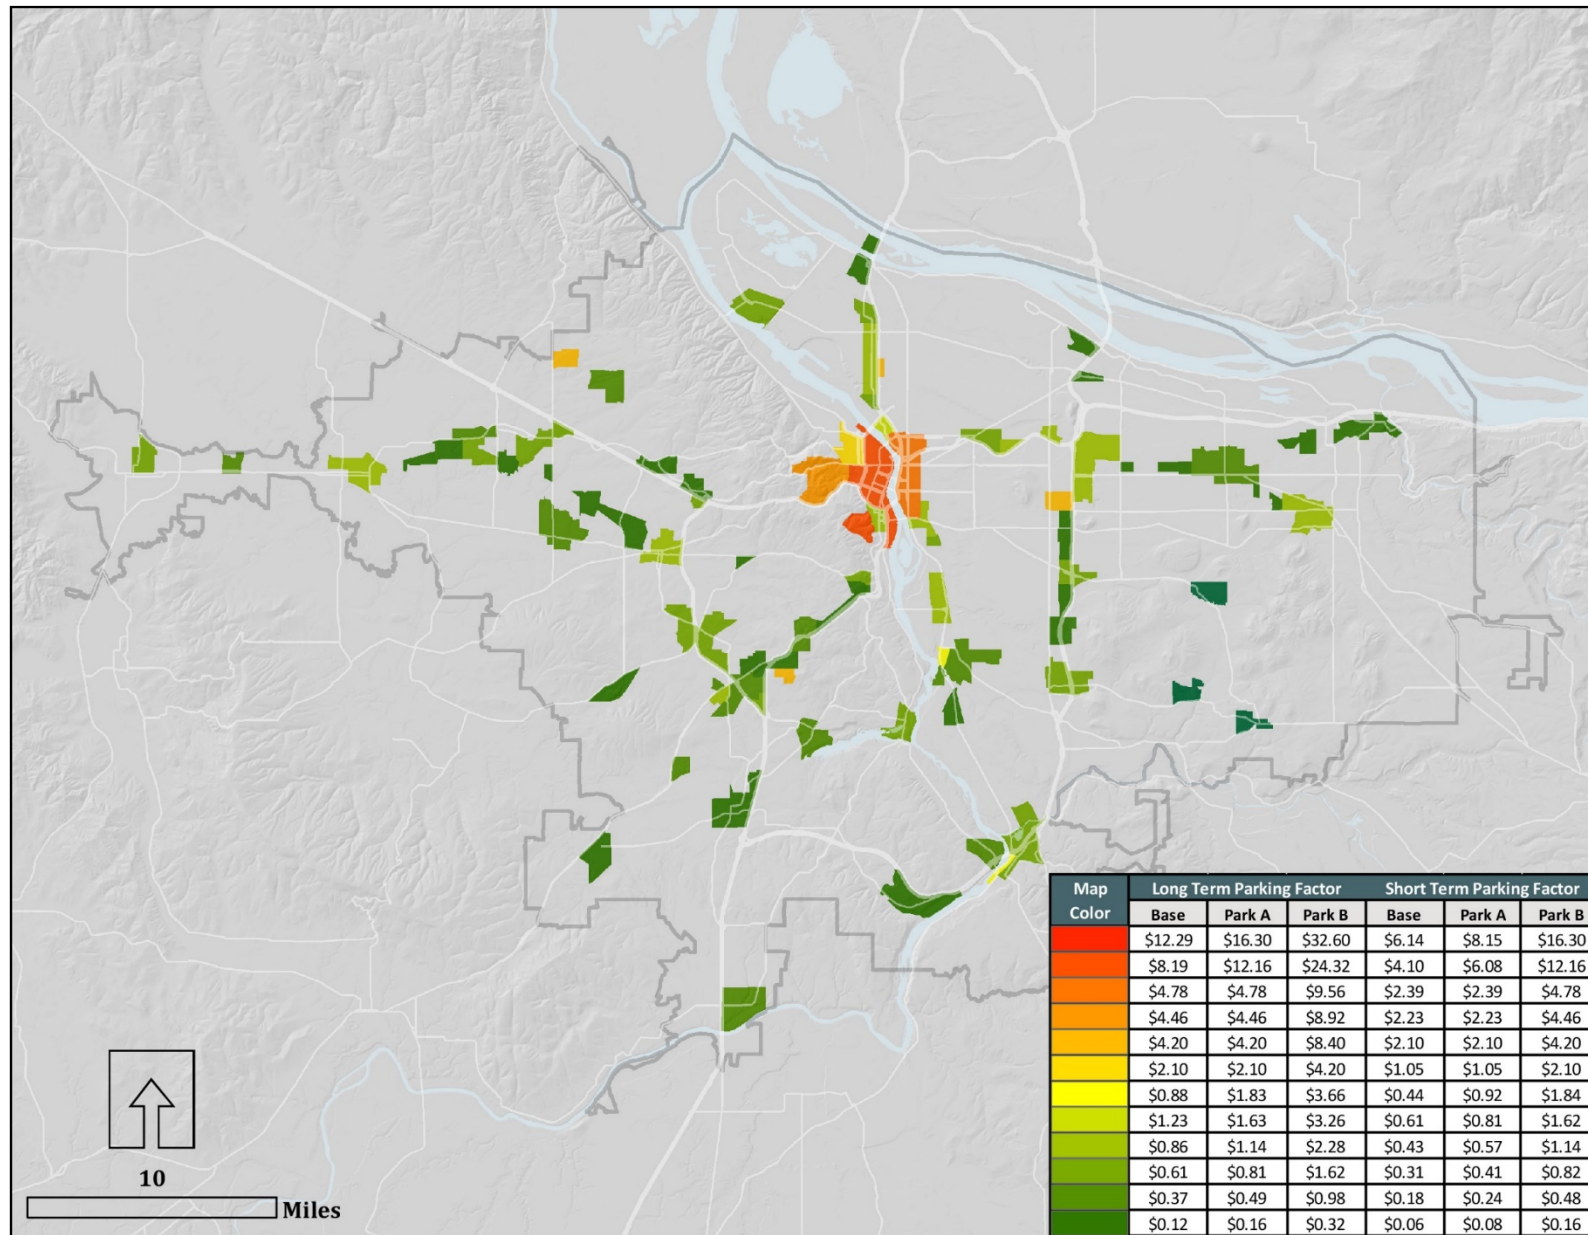 10
Miles
Map Color Long Term Parking Factor Short Term Parking Factor
Base Park A Park B Base Park A Park B
$12.29 $16.30 $32.60 $6.14 $8.15 $16.30
$8.19 $12.16 $24.32 $4.10 $6.08 $12.16
$4.78 $4.78 $9.56 $2.39 $2.39 $4.78
$4.46 $4.46 $8.92 $2.23 $2.23 $4.46
$4.20 $4.20 $8.40 $2.10 $2.10 $4.20
$2.10 $2.10 $4.20 $1.05 $1.05 $2.10
$0.88 $1.83 $3.66 $0.44 $0.92 $1.84
$1.23 $1.63 $3.26 $0.61 $0.81 $1.62
$0.86 $1.14 $2.28 $0.43 $0.57 $1.14
$0.61 $0.81 $1.62 $0.31 $0.41 $0.82
$0.37 $0.49 $0.98 $0.18 $0.24 $0.48
$0.12 $0.16 $0.32 $0.06 $0.08 $0.16